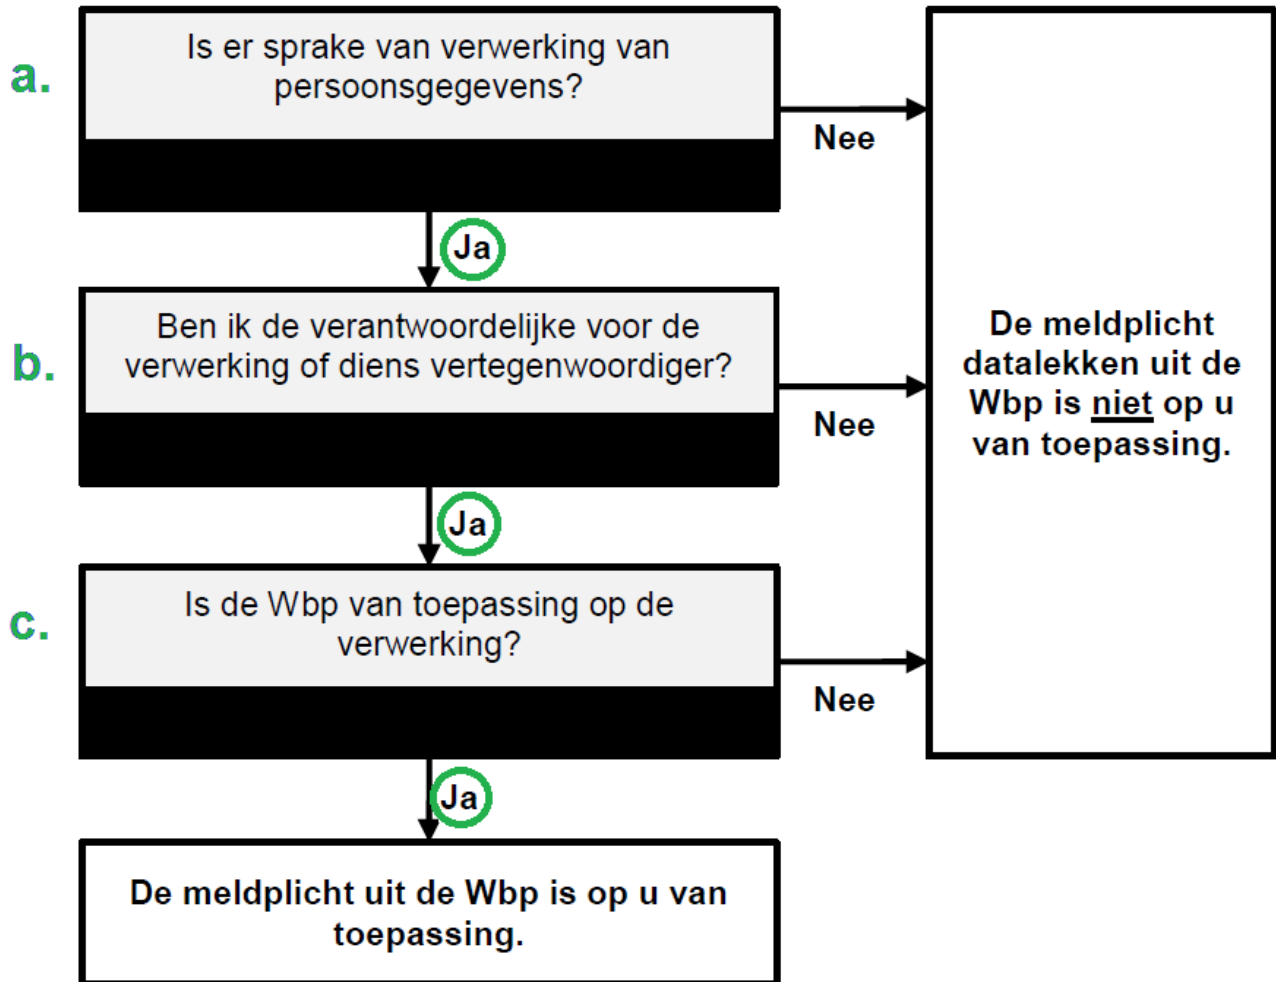 a.
Is er sprake van verwerking van
persoonsgegevens?
Nee
Ja
b.
Ben ik de verantwoordelijke voor de
verwerking of diens vertegenwoordiger?
Nee
Ja
c.
Is de Wbp van toepassing op de
verwerking?
Nee
Ja
De meldplicht uit de Wbp is op u van
toepassing.
De meldplicht
datalekken uit de
Wbp is niet op u
van toepassing.